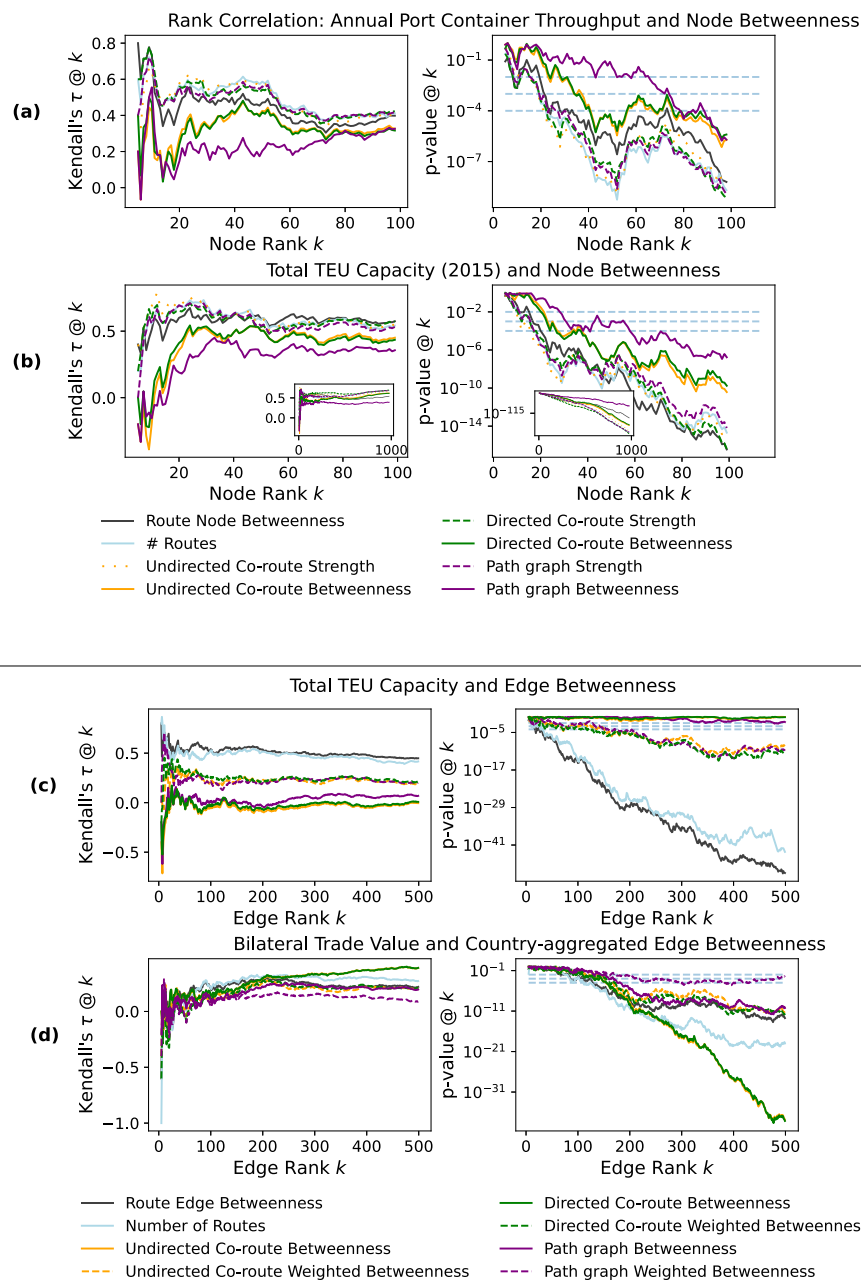 Rank Correlation: Annual Port Container Throughput and Node Betweenness
(a)
Kendall's τ @ k
0.8
0.6
0.4
0.2
0.0
0 20 40 60 80 100
Node Rank k
p-value @ k
10⁻¹
10⁻⁴
10⁻⁷
0 20 40 60 80 100
Node Rank k
Total TEU Capacity (2015) and Node Betweenness
(b)
Kendall's τ @ k
0.5
0.0
0.5
0.0
0 1000
0 20 40 60 80 100
Node Rank k
p-value @ k
10⁻²
10⁻⁶
10⁻¹⁰
10⁻¹⁴
10⁻¹¹⁵
0 1000
0 20 40 60 80 100
Node Rank k
Route Node Betweenness
# Routes
Undirected Co-route Strength
Undirected Co-route Betweenness
Directed Co-route Strength
Directed Co-route Betweenness
Path graph Strength
Path graph Betweenness
Total TEU Capacity and Edge Betweenness
(c)
Kendall's τ @ k
0.5
0.0
−0.5
0 100 200 300 400 500
Edge Rank k
p-value @ k
10⁻⁵
10⁻¹⁷
10⁻²⁹
10⁻⁴¹
0 100 200 300 400 500
Edge Rank k
Bilateral Trade Value and Country-aggregated Edge Betweenness
(d)
Kendall's τ @ k
0.0
−0.5
−1.0
0 100 200 300 400 500
Edge Rank k
p-value @ k
10⁻¹
10⁻¹¹
10⁻²¹
10⁻³¹
0 100 200 300 400 500
Edge Rank k
Route Edge Betweenness
Number of Routes
Undirected Co-route Betweenness
Undirected Co-route Weighted Betweenness
Directed Co-route Betweenness
Directed Co-route Weighted Betweenness
Path graph Betweenness
Path graph Weighted Betweenness